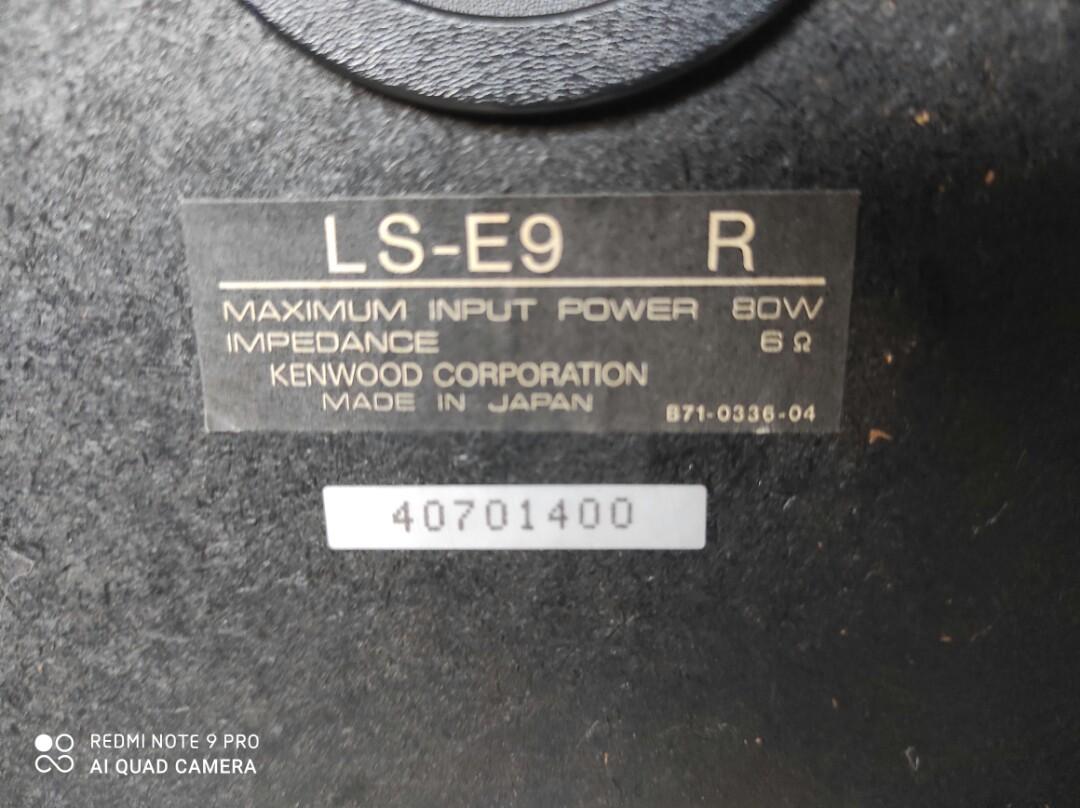 LS-E9 R
MAXIMUM INPUT POWER 80W
IMPEDANCE 6Ω
KENWOOD CORPORATION
MADE IN JAPAN B71-0336-04
40701400
REDMI NOTE 9 PRO
AI QUAD CAMERA